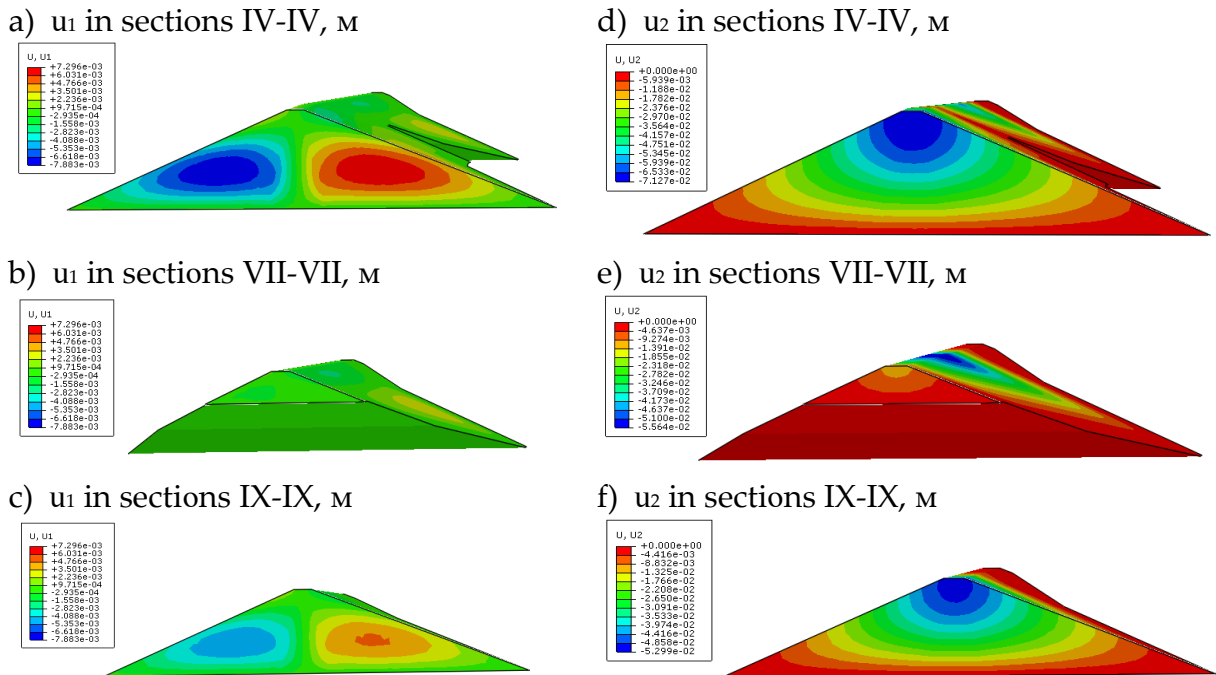 a) u1 in sections IV-IV, м
U, U1
+7.296e-03
+6.031e-03
+4.766e-03
+3.501e-03
+2.236e-03
+9.715e-04
-2.935e-04
-1.558e-03
-2.823e-03
-4.088e-03
-5.353e-03
-6.618e-03
-7.883e-03
d) u2 in sections IV-IV, м
U, U2
+0.000e+00
-5.939e-03
-1.188e-02
-1.782e-02
-2.376e-02
-2.970e-02
-3.564e-02
-4.157e-02
-4.751e-02
-5.345e-02
-5.939e-02
-6.533e-02
-7.127e-02
b) u1 in sections VII-VII, м
U, U1
+7.296e-03
+6.031e-03
+4.766e-03
+3.501e-03
+2.236e-03
+9.715e-04
-2.935e-04
-1.558e-03
-2.823e-03
-4.088e-03
-5.353e-03
-6.618e-03
-7.883e-03
e) u2 in sections VII-VII, м
U, U2
+0.000e+00
-4.637e-03
-9.274e-03
-1.391e-02
-1.855e-02
-2.318e-02
-2.782e-02
-3.246e-02
-3.709e-02
-4.173e-02
-4.637e-02
-5.100e-02
-5.564e-02
c) u1 in sections IX-IX, м
U, U1
+7.296e-03
+6.031e-03
+4.766e-03
+3.501e-03
+2.236e-03
+9.715e-04
-2.935e-04
-1.558e-03
-2.823e-03
-4.088e-03
-5.353e-03
-6.618e-03
-7.883e-03
f) u2 in sections IX-IX, м
U, U2
+0.000e+00
-4.416e-03
-8.832e-03
-1.325e-02
-1.766e-02
-2.208e-02
-2.650e-02
-3.091e-02
-3.533e-02
-3.974e-02
-4.416e-02
-4.858e-02
-5.299e-02